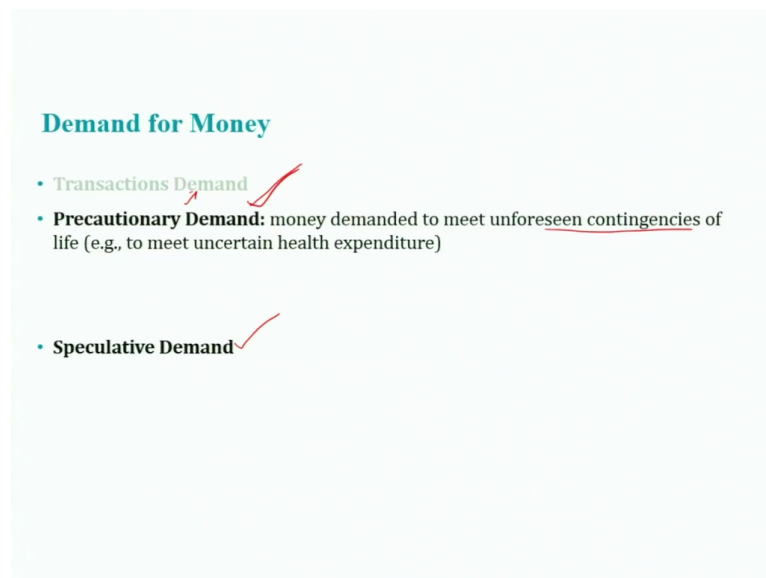 Demand for Money
• Transactions Demand
• Precautionary Demand: money demanded to meet unforeseen contingencies of
life (e.g., to meet uncertain health expenditure)
• Speculative Demand